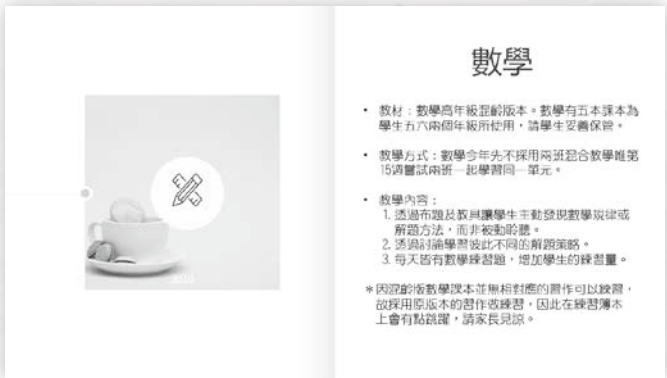 數學
• 教材：數學高年級混齡版本。數學有五本課本為
學生五六兩個年級所使用，請學生妥善保管。
• 教學方式：數學今年先不採用兩班混合教學唯第
15週嘗試兩班一起學習同一單元。
• 教學內容：
1. 透過布題及教具讓學生主動發現數學規律或
解題方法，而非被動聆聽。
2. 透過討論學習彼此不同的解題策略。
3. 每天皆有數學練習題，增加學生的練習量。
＊因混齡版數學課本並無相對應的習作可以練習，
故採用原版本的習作做練習，因此在練習簿本
上會有點跳躍，請家長見諒。